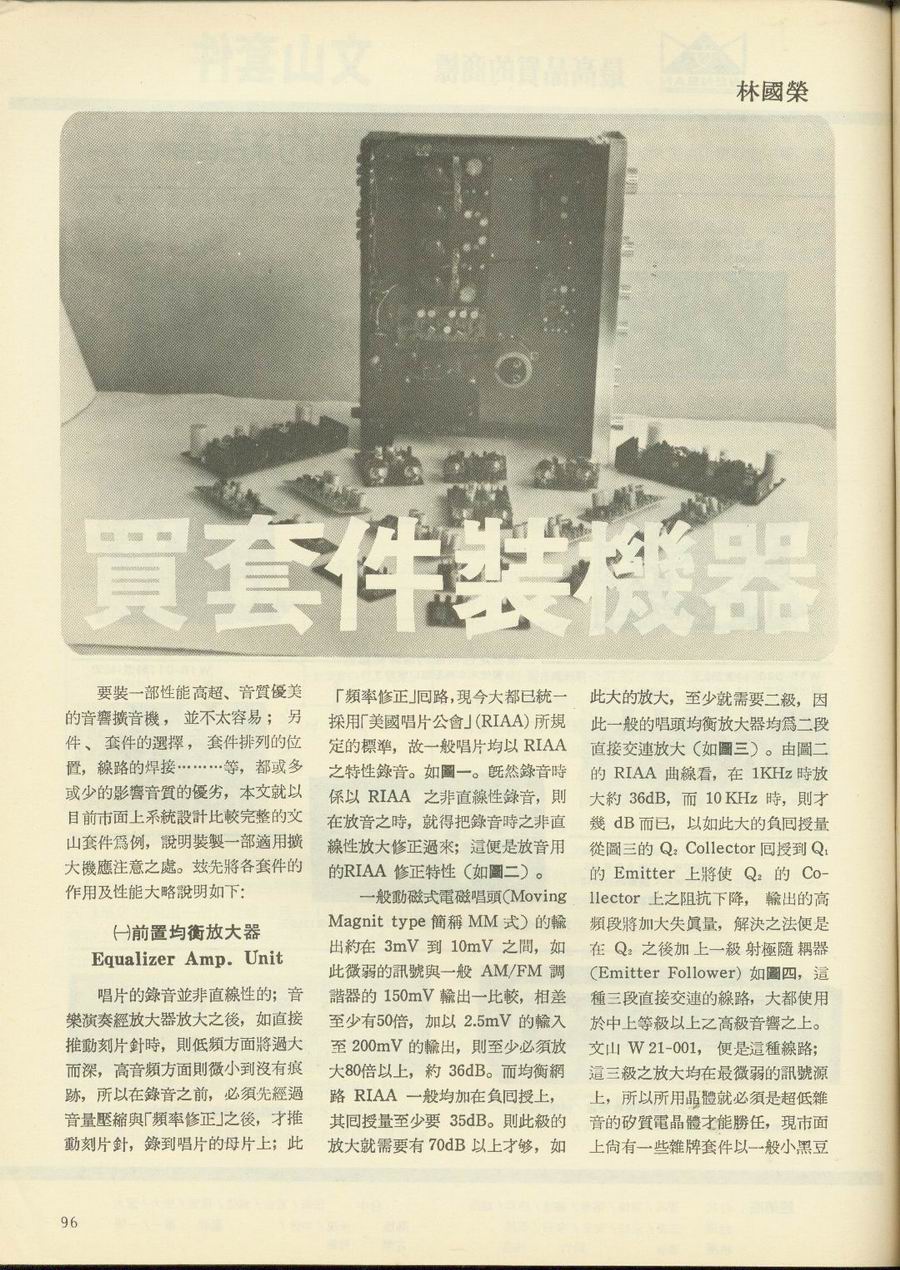 林國榮
買套件裝機器
要裝一部性能高超、音質優美
的音響擴音機，並不太容易；另
件、套件的選擇，套件排列的位
置，線路的焊接………等，都或多
或少的影響音質的優劣，本文就以
目前市面上系統設計比較完整的文
山套件爲例，說明裝製一部適用擴
大機應注意之處。玆先將各套件的
作用及性能大略說明如下：
㈠前置均衡放大器
Equalizer Amp. Unit
唱片的錄音並非直線性的；音
樂演奏經放大器放大之後，如直接
推動刻片針時，則低頻方面將過大
而深，高音頻方面則微小到沒有痕
跡，所以在錄音之前，必須先經過
音量壓縮與「頻率修正」之後，才推
動刻片針，錄到唱片的母片上；此
「頻率修正」回路，現今大都已統一
採用「美國唱片公會」(RIAA) 所規
定的標準，故一般唱片均以 RIAA
之特性錄音。如圖一。旣然錄音時
係以 RIAA 之非直線性錄音，則
在放音之時，就得把錄音時之非直
線性放大修正過來；這便是放音用
的RIAA 修正特性（如圖二）。
一般動磁式電磁唱頭(Moving
Magnit type 簡稱 MM 式) 的輸
出約在 3mV 到 10mV 之間，如
此微弱的訊號與一般 AM/FM 調
諧器的 150mV 輸出一比較，相差
至少有50倍，加以 2.5mV 的輸入
至 200mV 的輸出，則至少必須放
大80倍以上，約 36dB。而均衡網
路 RIAA 一般均加在負回授上，
其回授量至少要 35dB。則此級的
放大就需要有 70dB 以上才够，如
此大的放大，至少就需要二級，因
此一般的唱頭均衡放大器均爲二段
直接交連放大（如圖三）。由圖二
的 RIAA 曲線看，在 1KHz 時放
大約 36dB，而 10 KHz 時，則才
幾 dB 而已，以如此大的負回授量
從圖三的 Q₂ Collector 回授到 Q₁
的 Emitter 上將使 Q₂ 的 Co-
llector 上之阻抗下降，輸出的高
頻段將加大失眞量，解決之法便是
在 Q₂ 之後加上一級射極隨耦器
(Emitter Follower) 如圖四，這
種三段直接交連的線路，大都使用
於中上等級以上之高級音響之上。
文山 W 21-001，便是這種線路；
這三級之放大均在最微弱的訊號源
上，所以所用晶體就必須是超低雜
音的矽質電晶體才能勝任，現市面
上尙有一些雜牌套件以一般小黑豆
96